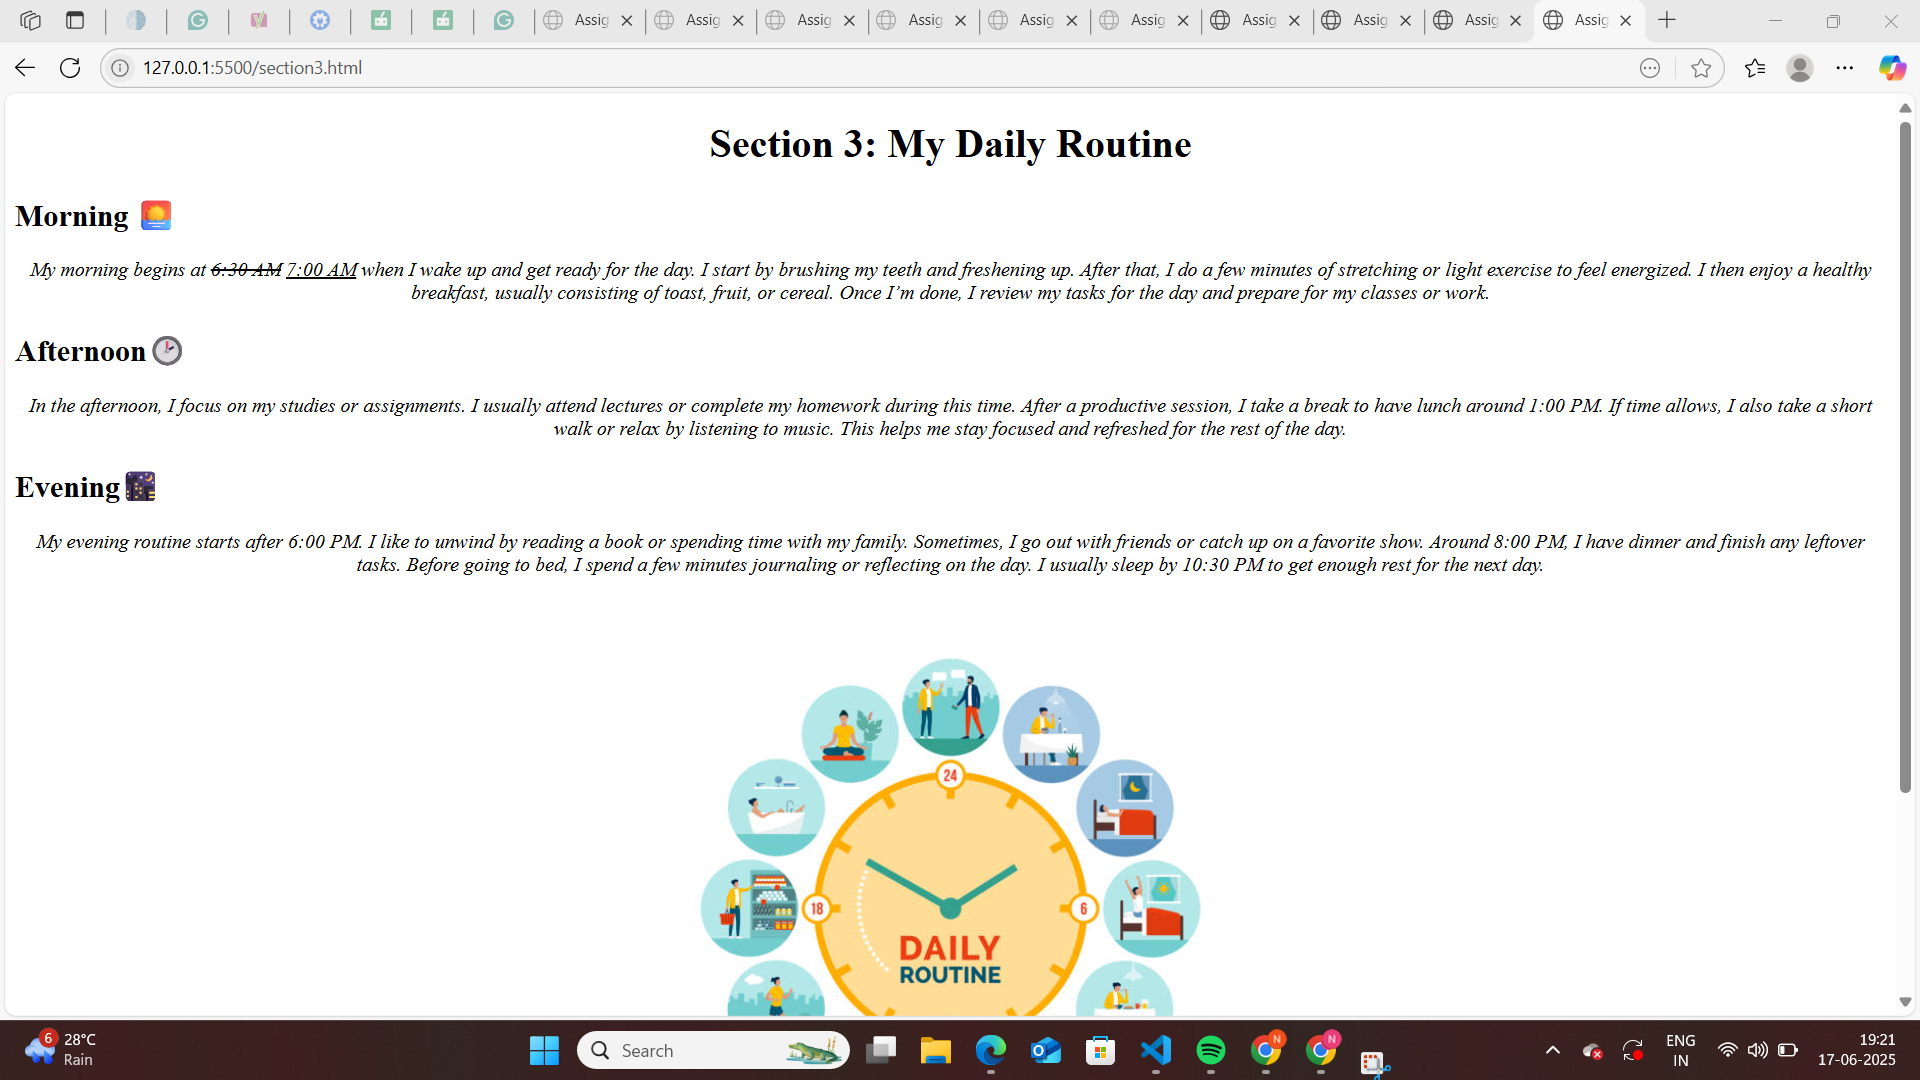 Assig
Assig
Assig
Assig
Assig
Assig
Assig
Assig
Assig
Assig
127.0.0.1:5500/section3.html
Section 3: My Daily Routine
Morning
My morning begins at 6:30 AM 7:00 AM when I wake up and get ready for the day. I start by brushing my teeth and freshening up. After that, I do a few minutes of stretching or light exercise to feel energized. I then enjoy a healthy
breakfast, usually consisting of toast, fruit, or cereal. Once I’m done, I review my tasks for the day and prepare for my classes or work.
Afternoon
In the afternoon, I focus on my studies or assignments. I usually attend lectures or complete my homework during this time. After a productive session, I take a break to have lunch around 1:00 PM. If time allows, I also take a short
walk or relax by listening to music. This helps me stay focused and refreshed for the rest of the day.
Evening
My evening routine starts after 6:00 PM. I like to unwind by reading a book or spending time with my family. Sometimes, I go out with friends or catch up on a favorite show. Around 8:00 PM, I have dinner and finish any leftover
tasks. Before going to bed, I spend a few minutes journaling or reflecting on the day. I usually sleep by 10:30 PM to get enough rest for the next day.
24
18
6
DAILY
ROUTINE
6
28°C
Rain
Search
N
N
ENG
IN
19:21
17-06-2025